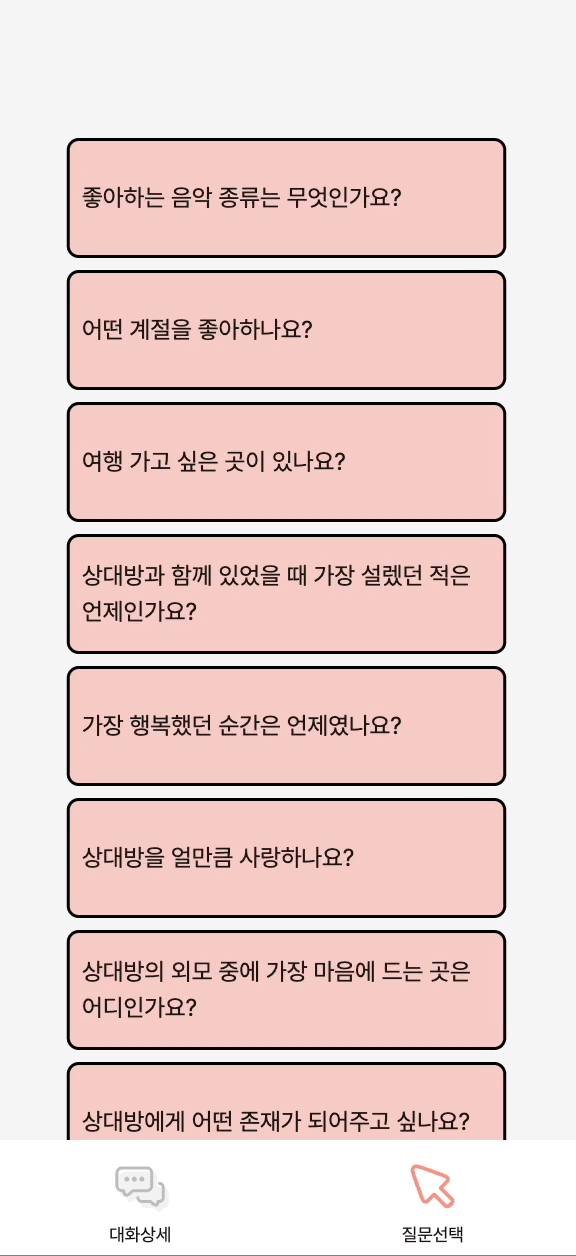 좋아하는 음악 종류는 무엇인가요?
어떤 계절을 좋아하나요?
여행 가고 싶은 곳이 있나요?
상대방과 함께 있었을 때 가장 설렜던 적은
언제인가요?
가장 행복했던 순간은 언제였나요?
상대방을 얼만큼 사랑하나요?
상대방의 외모 중에 가장 마음에 드는 곳은
어디인가요?
상대방에게 어떤 존재가 되어주고 싶나요?
대화상세
질문선택